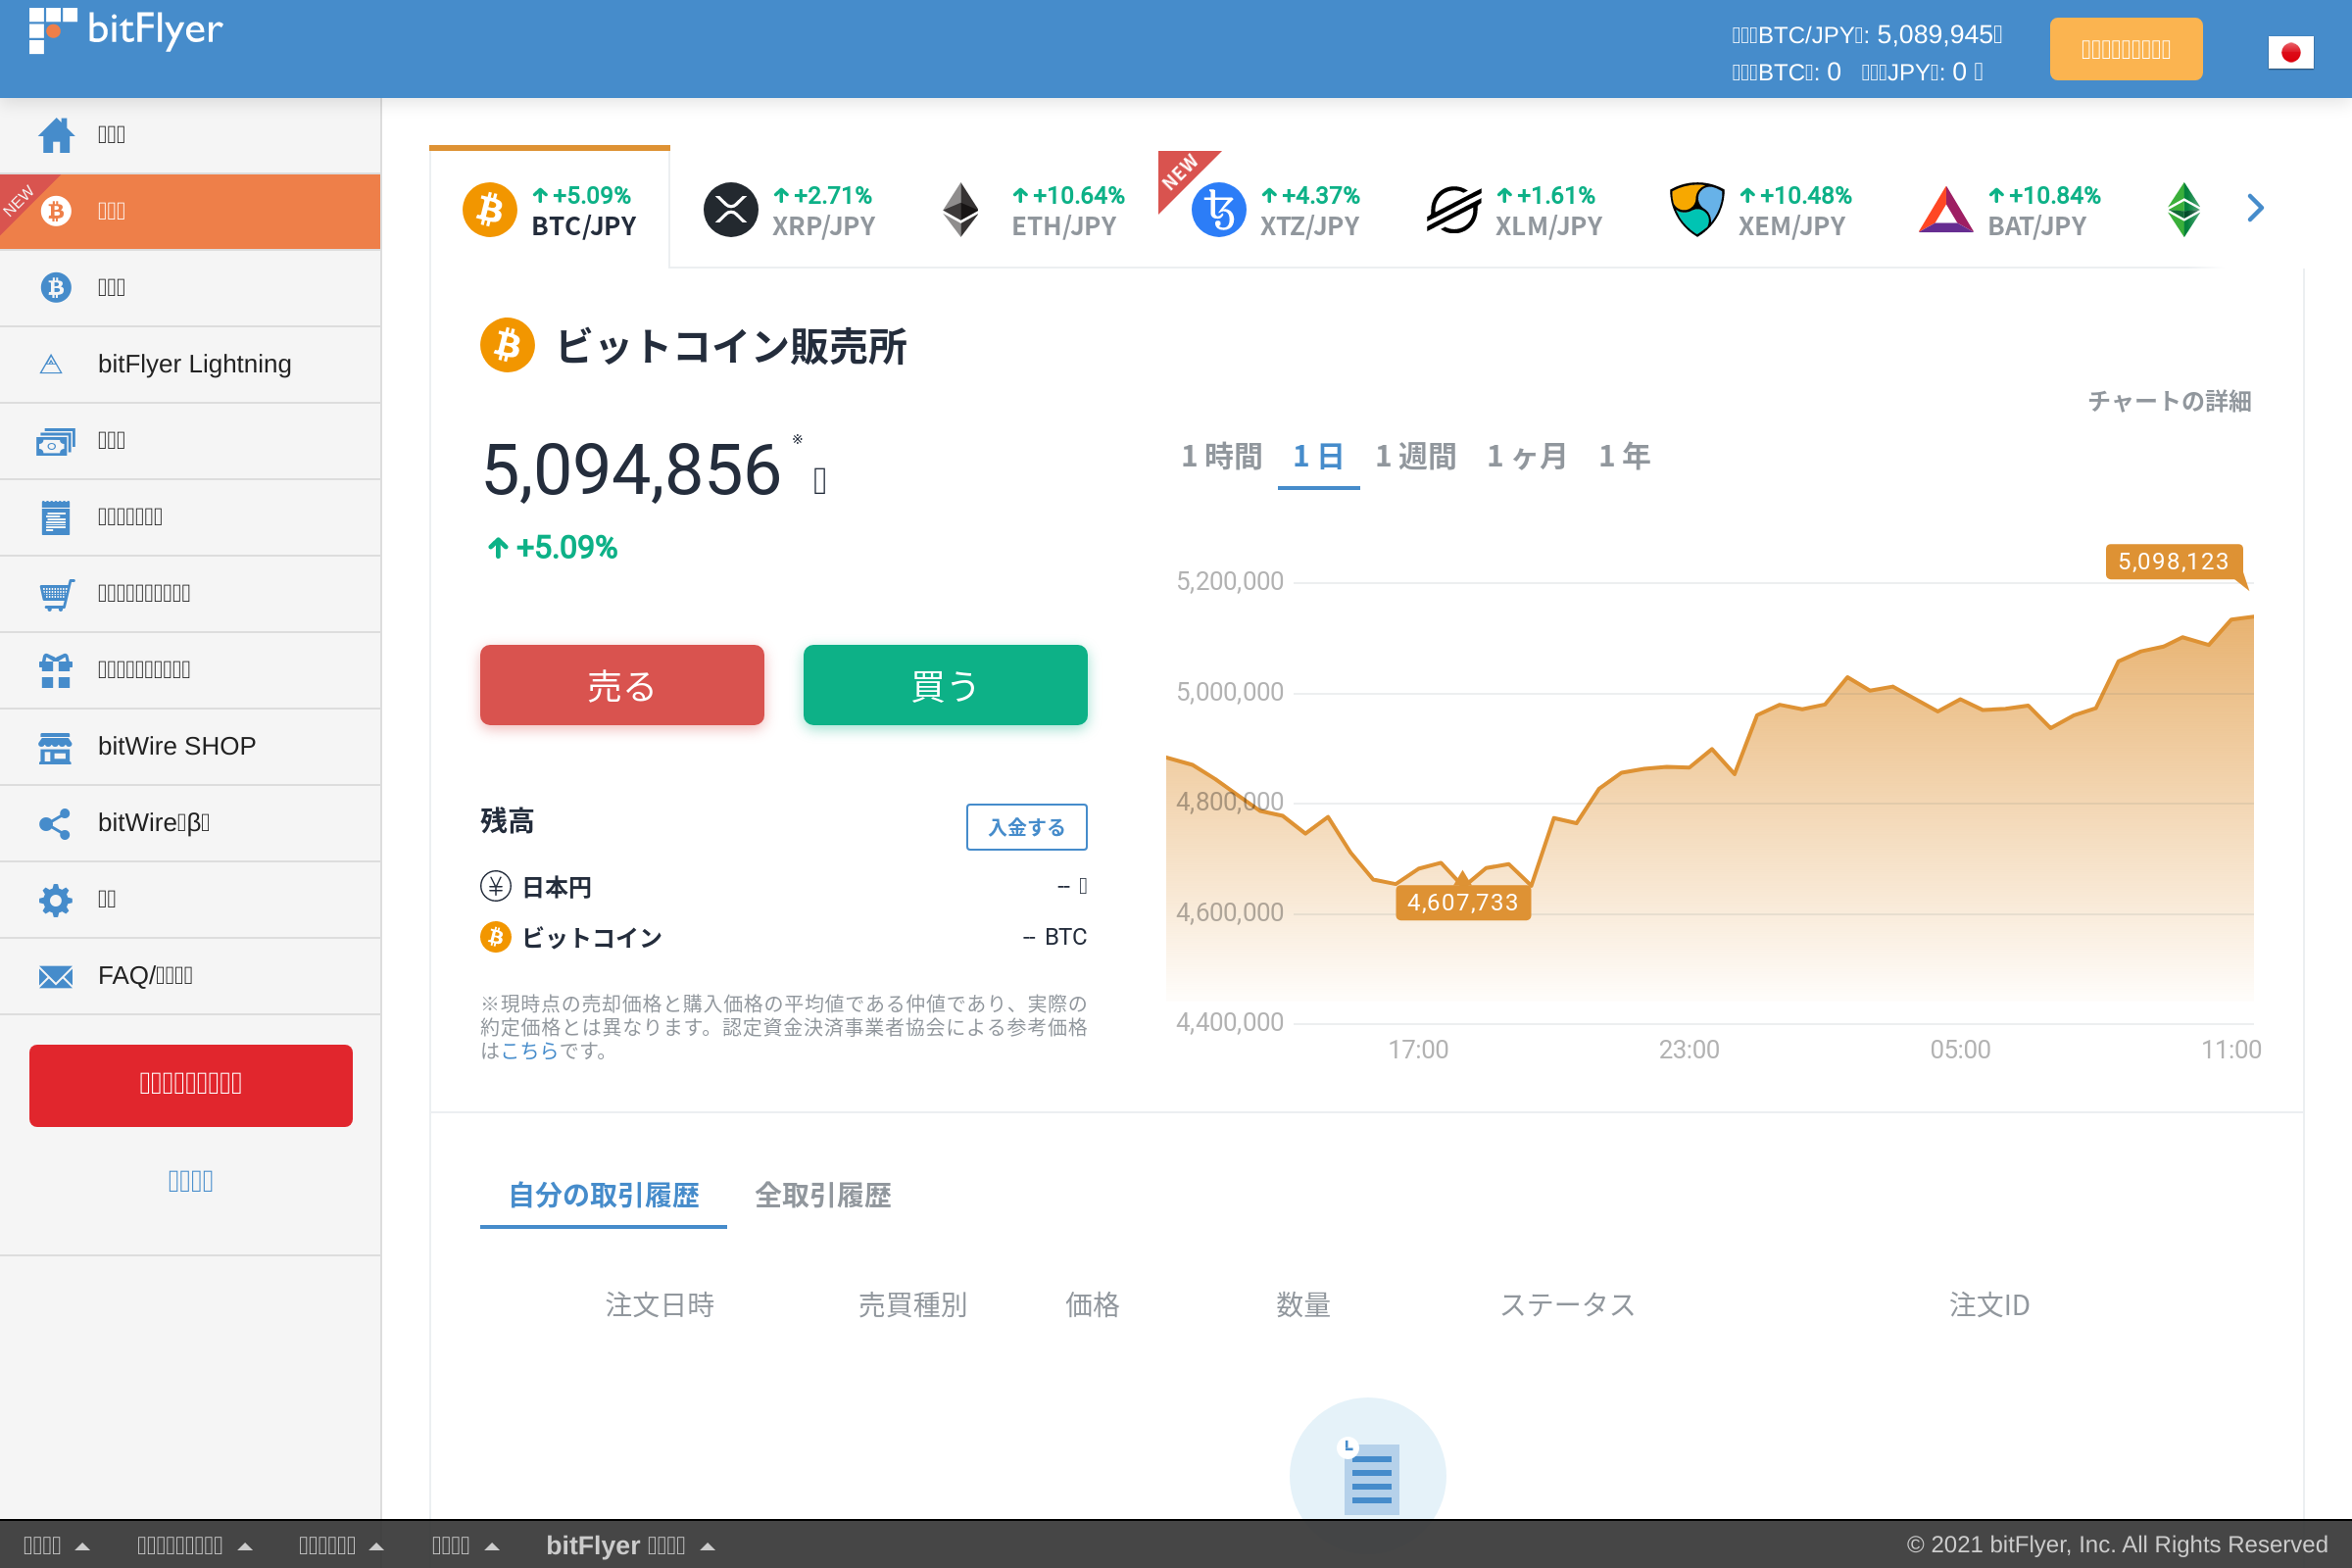 bitFlyer
BTC/JPY : 5,089,945
BTC : 0 JPY : 0
NEW
bitFlyer Lightning
bitWire SHOP
bitWire β
FAQ/
+5.09%
BTC/JPY
+2.71%
XRP/JPY
+10.64%
ETH/JPY
NEW
+4.37%
XTZ/JPY
+1.61%
XLM/JPY
+10.48%
XEM/JPY
+10.84%
BAT/JPY
ビットコイン販売所
チャートの詳細
5,094,856 ※
+5.09%
1 時間 1 日 1 週間 1 ヶ月 1 年
売る 買う
5,098,123
5,200,000
5,000,000
4,800,000
4,607,733
4,600,000
4,400,000
17:00 23:00 05:00 11:00
残高 入金する
日本円 --
ビットコイン -- BTC
※現時点の売却価格と購入価格の平均値である仲値であり、実際の
約定価格とは異なります。認定資金決済事業者協会による参考価格
はこちらです。
自分の取引履歴 全取引履歴
注文日時 売買種別 価格 数量 ステータス 注文ID
bitFlyer
© 2021 bitFlyer, Inc. All Rights Reserved